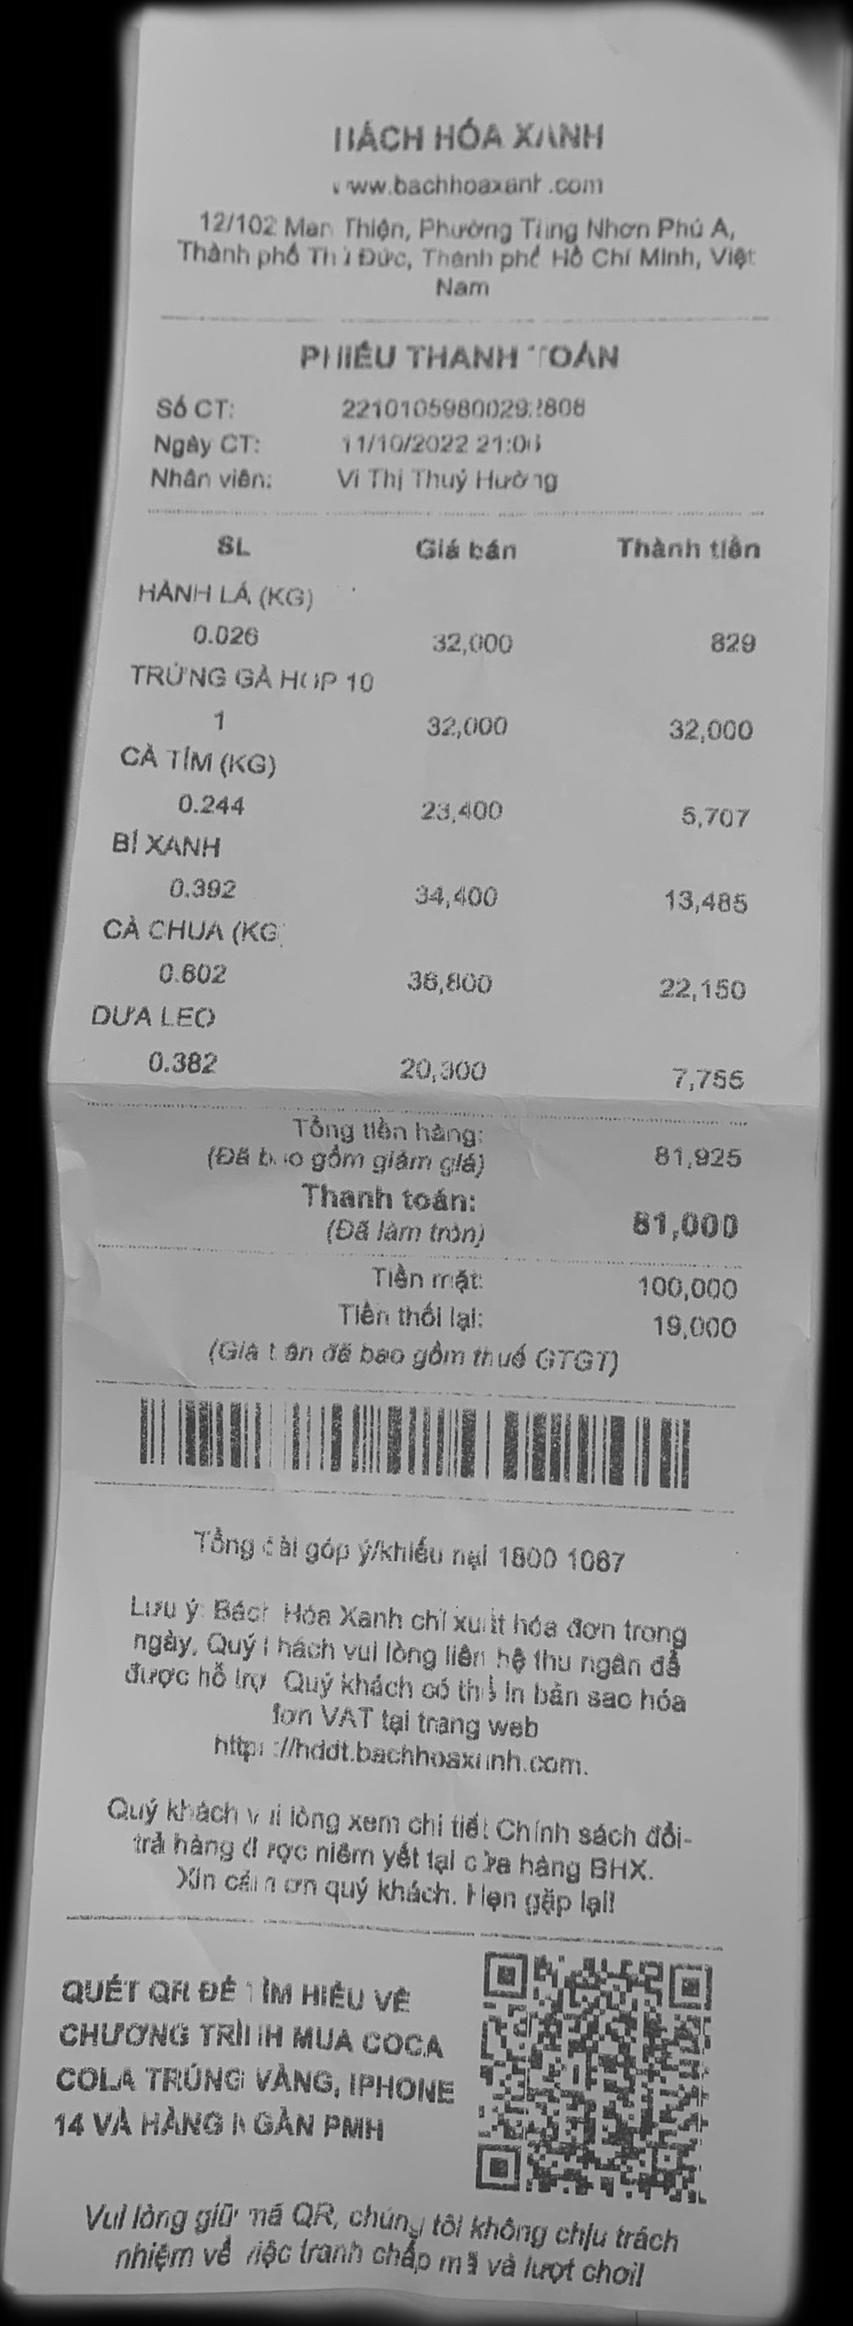 BÁCH HÓA XANH
www.bachhoaxanh.com
12/102 Man Thiện, Phường Tăng Nhơn Phú A,
Thành phố Thủ Đức, Thành phố Hồ Chí Minh, Việt
Nam
PHIẾU THANH TOÁN
Số CT: 2210105980029
Ngày CT: 11/10/2022 21:06
Nhân viên: Vi Thị Thuý Hường
SL Giá bán Thành tiền
HÀNH LÁ (KG)
0.026 32,000 829
TRỨNG GÀ HỘP 10
1 32,000 32,000
CÀ TÍM (KG)
0.244 23,400 5,707
BÍ XANH
0.392 34,400 13,485
CÀ CHUA (KG)
0.602 36,800 22,150
DƯA LEO
0.382 20,300 7,755
Tổng tiền hàng: 81,925
(Đã bao gồm giảm giá)
Thanh toán: 81,000
(Đã làm tròn)
Tiền mặt: 100,000
Tiền thối lại: 19,000
(Giá bán đã bao gồm thuế GTGT)
Tổng đài góp ý/khiếu nại 1800 1067
Lưu ý: Bách Hóa Xanh chỉ xuất hóa đơn trong
ngày, Quý khách vui lòng liên hệ thu ngân để
được hỗ trợ. Quý khách có thể in bản sao hóa
đơn VAT tại trang web
https://hddt.bachhoaxanh.com.
Quý khách vui lòng xem chi tiết Chính sách đổi-
trả hàng được niêm yết tại cửa hàng BHX.
Xin cảm ơn quý khách. Hẹn gặp lại!
QUÉT QR ĐỂ TÌM HIỂU VỀ
CHƯƠNG TRÌNH MUA COCA
COLA TRÚNG VÀNG, IPHONE
14 VÀ HÀNG NGÀN PMH
Vui lòng giữ mã QR, chúng tôi không chịu trách
nhiệm về việc tranh chấp mã và lượt chơi!